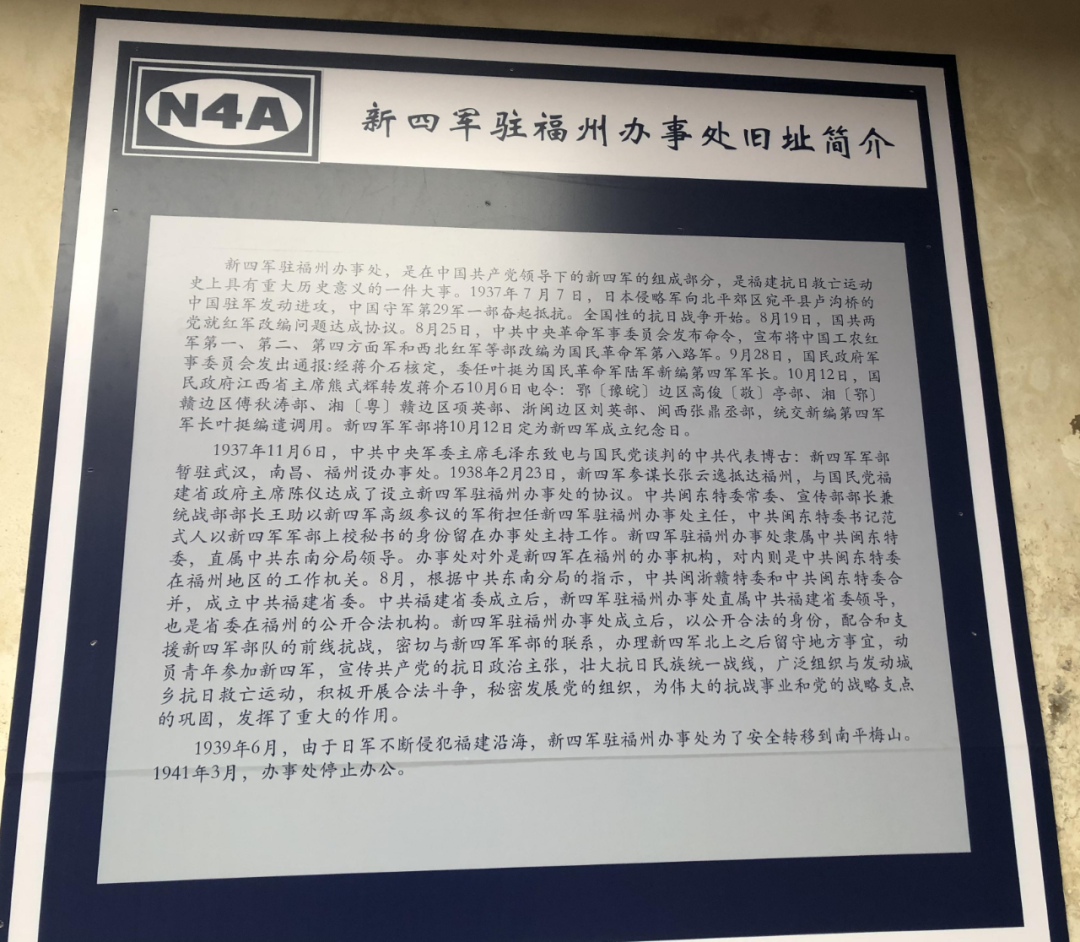 N4A
新四军驻福州办事处旧址简介
新四军驻福州办事处，是在中国共产党领导下的新四军的组成部分，是福建抗日救亡运动
史上具有重大历史意义的一件大事。1937年7月7日，日本侵略军向北平郊区宛平县卢沟桥的
中国驻军发动进攻，中国守军第29军一部奋起抵抗。全国性的抗日战争开始。8月19日，国共两
党就红军改编问题达成协议。8月25日，中共中央革命军事委员会发布命令，宣布将中国工农红
军第一、第二、第四方面军和西北红军等部改编为国民革命军第八路军。9月28日，国民政府军
事委员会发出通报:经蒋介石核定，委任叶挺为国民革命军陆军新编第四军军长。10月12日，国
民政府江西省主席熊式辉转发蒋介石10月6日电令：鄂〔豫皖〕边区高俊〔敬〕亭部、湘〔鄂〕
赣边区傅秋涛部、湘〔粤〕赣边区项英部、浙闽边区刘英部、闽西张鼎丞部，统交新编第四军
军长叶挺编遣调用。新四军军部将10月12日定为新四军成立纪念日。
1937年11月6日，中共中央军委主席毛泽东致电与国民党谈判的中共代表博古：新四军军部
暂驻武汉，南昌、福州设办事处。1938年2月23日，新四军参谋长张云逸抵达福州，与国民党福
建省政府主席陈仪达成了设立新四军驻福州办事处的协议。中共闽东特委常委、宣传部部长兼
统战部部长王助以新四军高级参议的军衔担任新四军驻福州办事处主任，中共闽东特委书记范
式人以新四军军部上校秘书的身份留在办事处主持工作。新四军驻福州办事处隶属中共闽东特
委，直属中共东南分局领导。办事处对外是新四军在福州的办事机构，对内则是中共闽东特委
在福州地区的工作机关。8月，根据中共东南分局的指示，中共闽浙赣特委和中共闽东特委合
并，成立中共福建省委。中共福建省委成立后，新四军驻福州办事处直属中共福建省委领导，
也是省委在福州的公开合法机构。新四军驻福州办事处成立后，以公开合法的身份，配合和支
援新四军部队的前线抗战，密切与新四军军部的联系，办理新四军北上之后留守地方事宜，动
员青年参加新四军，宣传共产党的抗日政治主张，壮大抗日民族统一战线，广泛组织与发动城
乡抗日救亡运动，积极开展合法斗争，秘密发展党的组织，为伟大的抗战事业和党的战略支点
的巩固，发挥了重大的作用。
1939年6月，由于日军不断侵犯福建沿海，新四军驻福州办事处为了安全转移到南平梅山。
1941年3月，办事处停止办公。